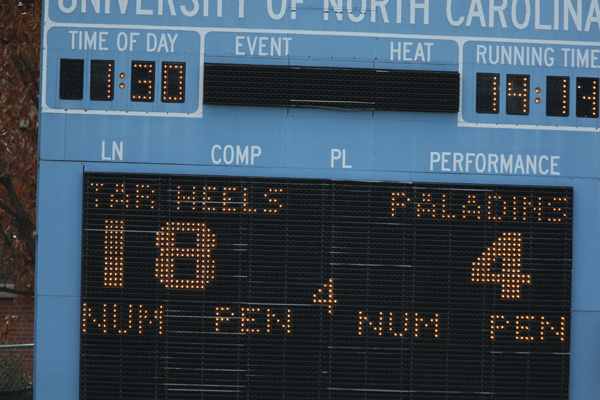 UNIVERSITY OF NORTH CAROLINA
TIME OF DAY EVENT HEAT RUNNING TIME
1:30 14:13
LN COMP PL PERFORMANCE
TAR HEELS PALADINS
18 4 4
NUM PEN NUM PEN